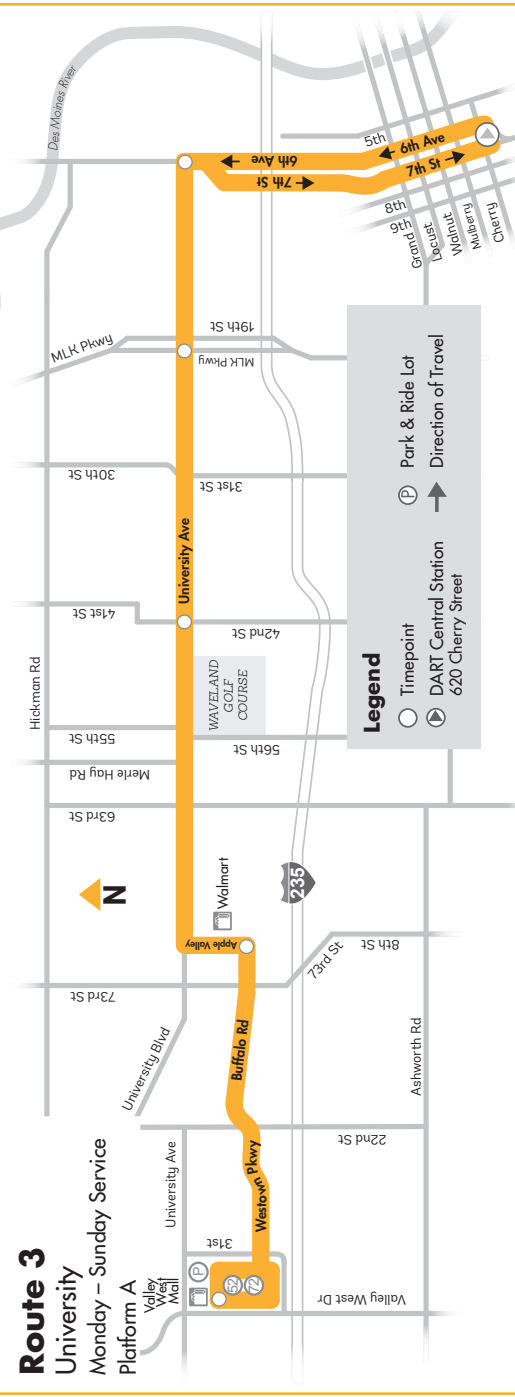 Route 3
University
Monday – Sunday Service
Platform A
Valley
West
Mall
P
52
72
31st
Valley West Dr
University Ave
Westown Pkwy
22nd St
University Blvd
Buffalo Rd
73rd St
73rd St
8th St
Ashworth Rd
Apple Valley
Walmart
N
235
63rd St
Merle Hay Rd
55th St
56th St
Hickman Rd
WAVELAND
GOLF
COURSE
41st St
42nd St
University Ave
30th St
31st St
MLK Pkwy
MLK Pkwy
19th St
Des Moines River
6th Ave
7th St
5th
6th Ave
7th St
8th
9th
Grand
Locust
Walnut
Mulberry
Cherry
Legend
Timepoint
DART Central Station
620 Cherry Street
P Park & Ride Lot
Direction of Travel